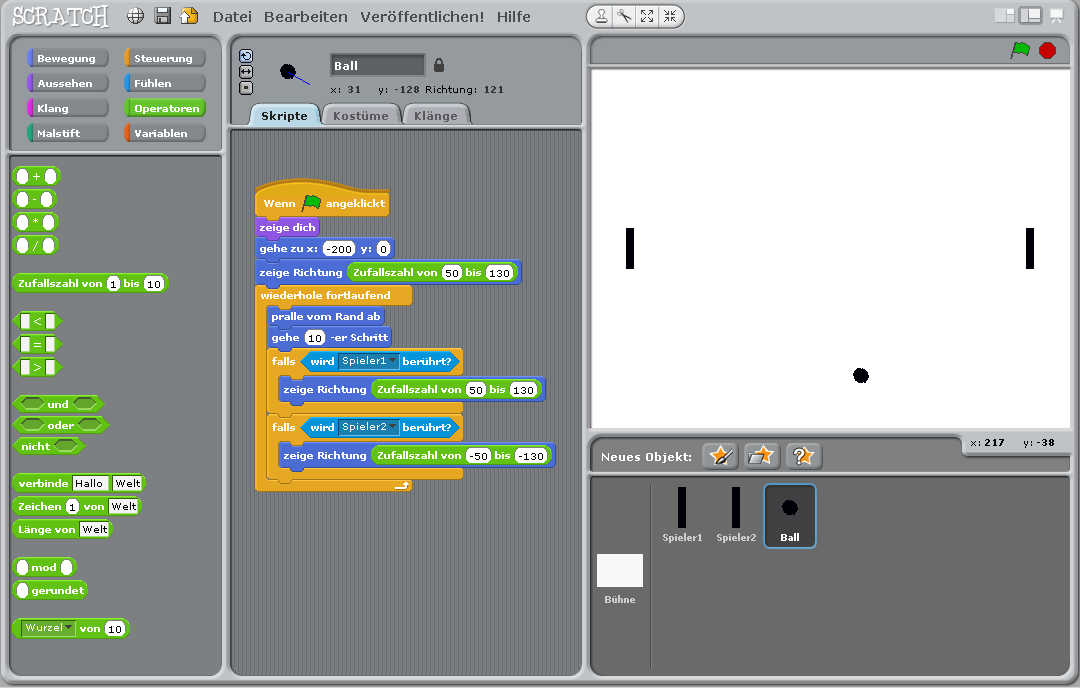 SCRATCH Datei Bearbeiten Veröffentlichen! Hilfe
Bewegung Steuerung
Aussehen Fühlen
Klang Operatoren
Malstift Variablen
+
-
*
/
Zufallszahl von 1 bis 10
<
=
>
und
oder
nicht
verbinde Hallo Welt
Zeichen 1 von Welt
Länge von Welt
mod
gerundet
Wurzel von 10
Ball
x: 31 y: -128 Richtung: 121
Skripte Kostüme Klänge
Wenn angeklickt
zeige dich
gehe zu x: -200 y: 0
zeige Richtung Zufallszahl von 50 bis 130
wiederhole fortlaufend
pralle vom Rand ab
gehe 10 -er Schritt
falls wird Spieler1 berührt?
zeige Richtung Zufallszahl von 50 bis 130
falls wird Spieler2 berührt?
zeige Richtung Zufallszahl von -50 bis -130
x: 217 y: -38
Neues Objekt:
Spieler1 Spieler2 Ball
Bühne